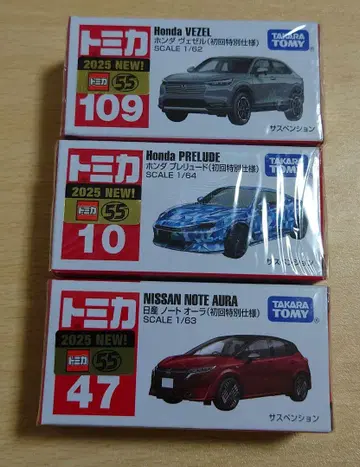 トミカ
2025 NEW!
トミカ 55
109
Honda VEZEL
ホンダ ヴェゼル(初回特別仕様)
SCALE 1/62
TAKARA
TOMY
サスペンション
トミカ
2025 NEW!
トミカ 55
10
Honda PRELUDE
ホンダ プレリュード(初回特別仕様)
SCALE 1/64
TAKARA
TOMY
サスペンション
トミカ
2025 NEW!
トミカ 55
47
NISSAN NOTE AURA
日産 ノート オーラ(初回特別仕様)
SCALE 1/63
TAKARA
TOMY
サスペンション